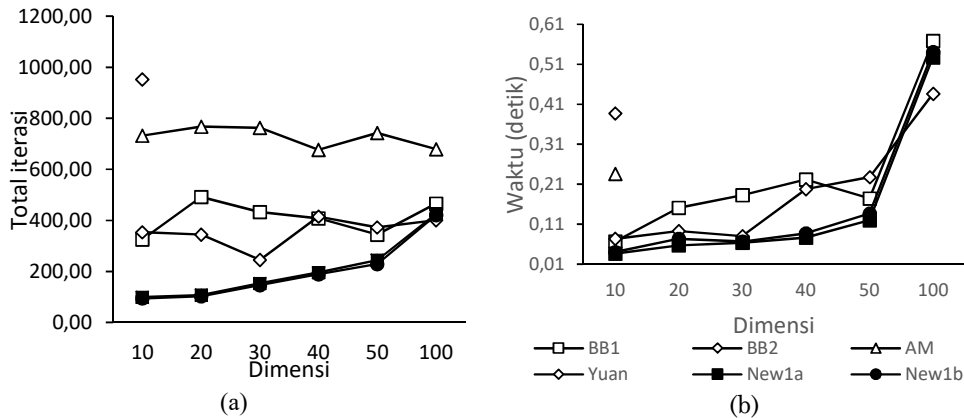 1200,00
1000,00
800,00
600,00
400,00
200,00
0,00
Total iterasi
10 20 30 40 50 100
Dimensi
(a)
0,61
0,51
0,41
0,31
0,21
0,11
0,01
Waktu (detik)
10 20 30 40 50 100
Dimensi
BB1 BB2 AM
Yuan New1a New1b
(b)